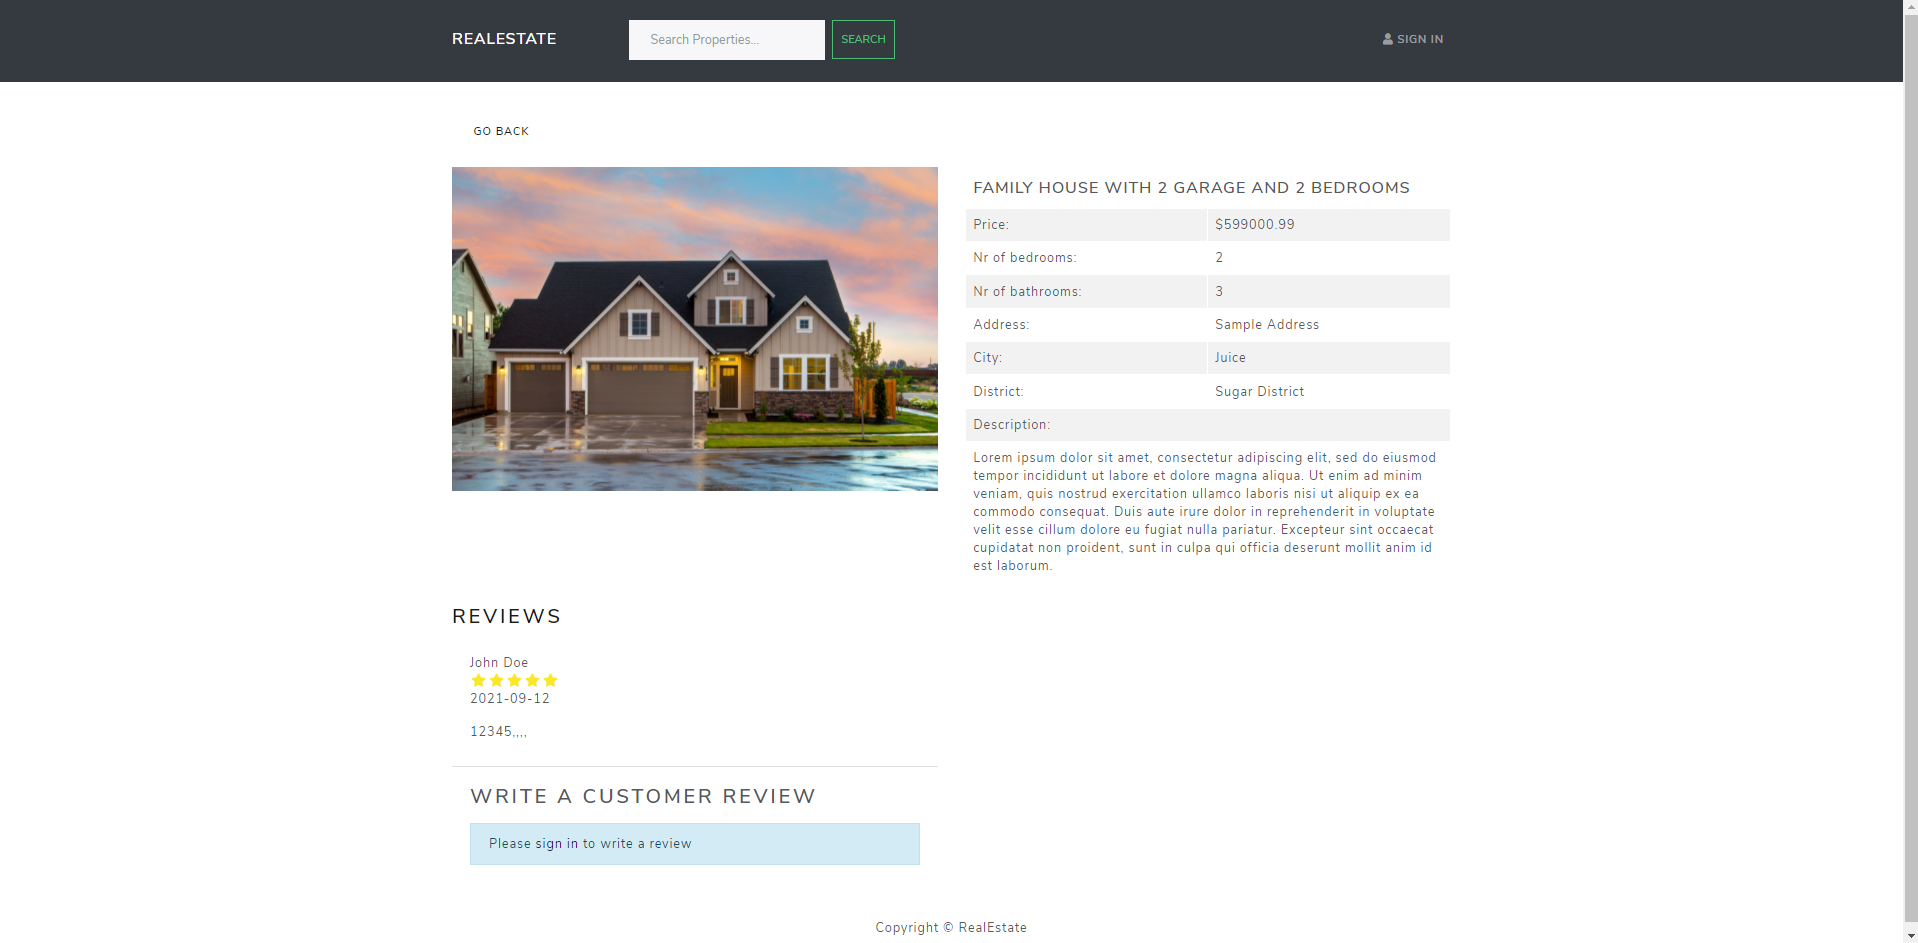 REALESTATE
Search Properties...
SEARCH
SIGN IN
GO BACK
FAMILY HOUSE WITH 2 GARAGE AND 2 BEDROOMS
Price: $599000.99
Nr of bedrooms: 2
Nr of bathrooms: 3
Address: Sample Address
City: Juice
District: Sugar District
Description:
Lorem ipsum dolor sit amet, consectetur adipiscing elit, sed do eiusmod
tempor incididunt ut labore et dolore magna aliqua. Ut enim ad minim
veniam, quis nostrud exercitation ullamco laboris nisi ut aliquip ex ea
commodo consequat. Duis aute irure dolor in reprehenderit in voluptate
velit esse cillum dolore eu fugiat nulla pariatur. Excepteur sint occaecat
cupidatat non proident, sunt in culpa qui officia deserunt mollit anim id
est laborum.
REVIEWS
John Doe
2021-09-12
12345,,,,
WRITE A CUSTOMER REVIEW
Please sign in to write a review
Copyright © RealEstate